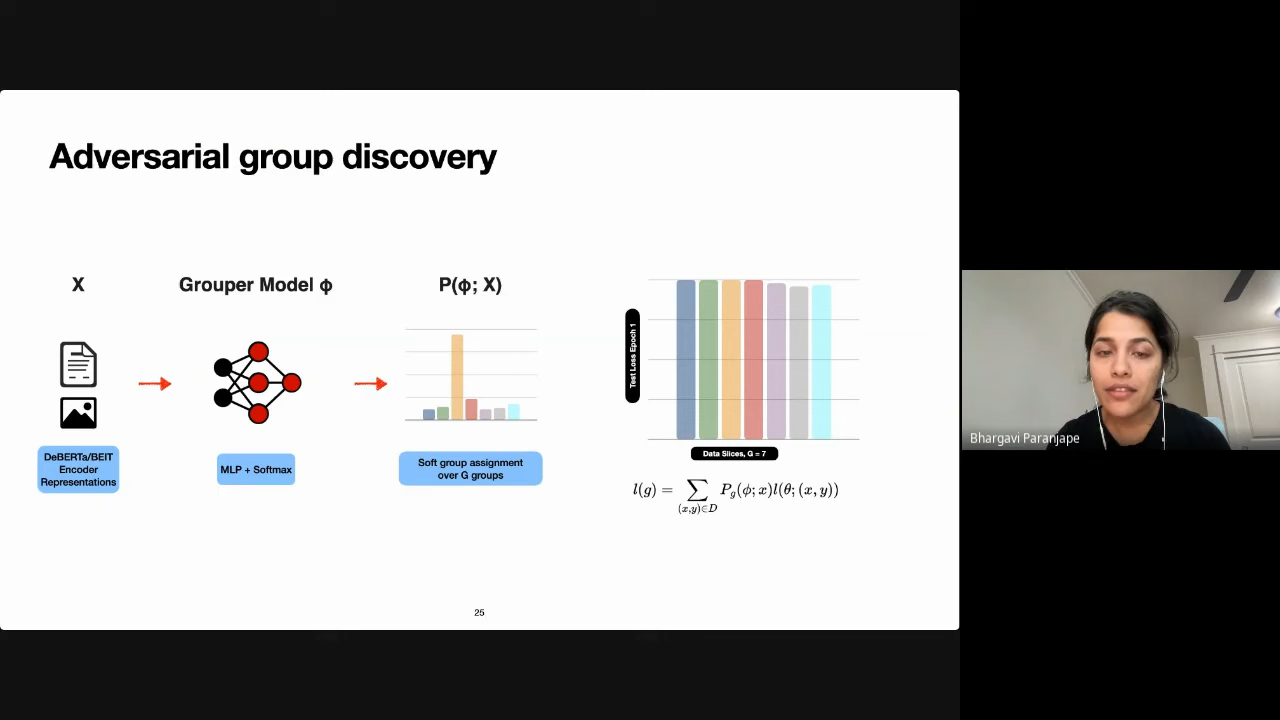 Adversarial group discovery
X
Grouper Model ϕ
P(ϕ; X)
DeBERTa/BEIT
Encoder
Representations
MLP + Softmax
Soft group assignment
over G groups
Test Loss Epoch 1
Data Slices, G = 7
l(g) = ∑_{(x,y)∈D} P_g(ϕ; x)l(θ; (x, y))
25
Bhargavi Paranjape